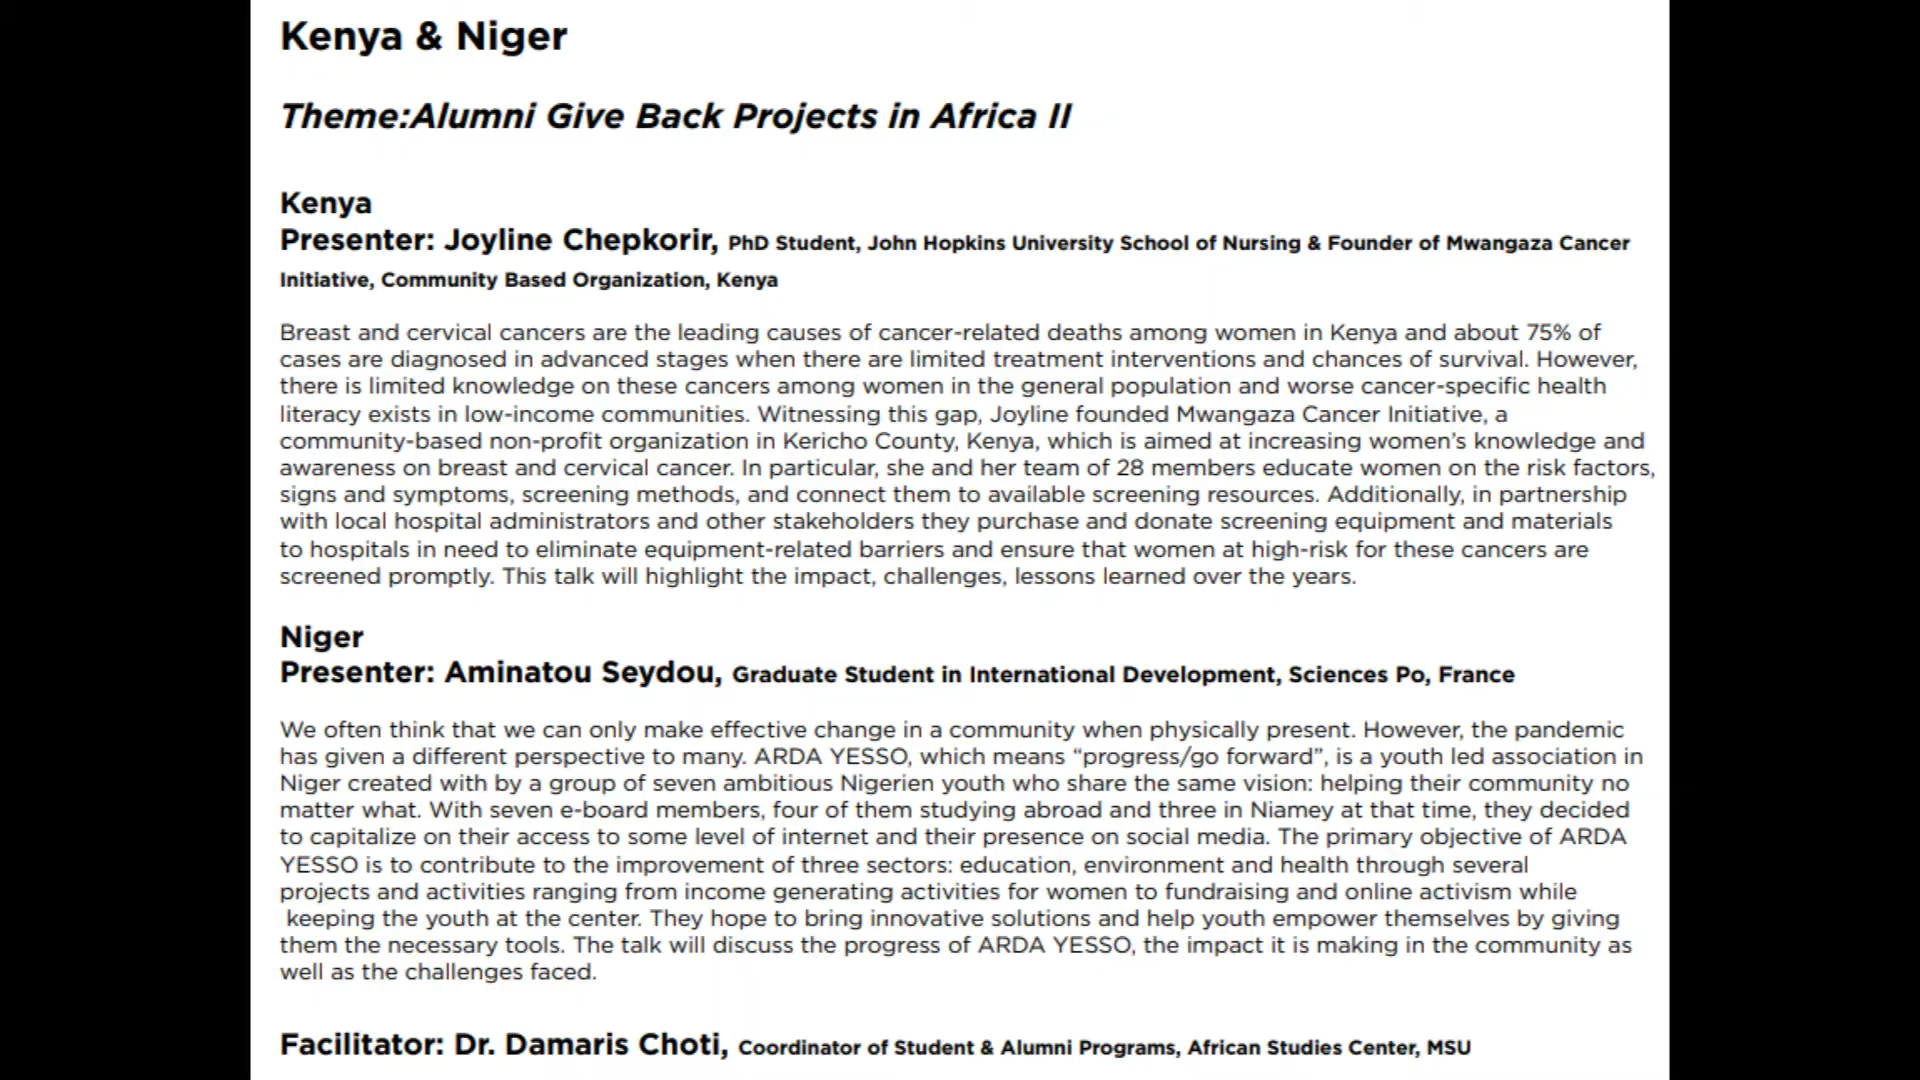 Kenya & Niger
Theme:Alumni Give Back Projects in Africa II
Kenya
Presenter: Joyline Chepkorir, PhD Student, John Hopkins University School of Nursing & Founder of Mwangaza Cancer
Initiative, Community Based Organization, Kenya
Breast and cervical cancers are the leading causes of cancer-related deaths among women in Kenya and about 75% of
cases are diagnosed in advanced stages when there are limited treatment interventions and chances of survival. However,
there is limited knowledge on these cancers among women in the general population and worse cancer-specific health
literacy exists in low-income communities. Witnessing this gap, Joyline founded Mwangaza Cancer Initiative, a
community-based non-profit organization in Kericho County, Kenya, which is aimed at increasing women’s knowledge and
awareness on breast and cervical cancer. In particular, she and her team of 28 members educate women on the risk factors,
signs and symptoms, screening methods, and connect them to available screening resources. Additionally, in partnership
with local hospital administrators and other stakeholders they purchase and donate screening equipment and materials
to hospitals in need to eliminate equipment-related barriers and ensure that women at high-risk for these cancers are
screened promptly. This talk will highlight the impact, challenges, lessons learned over the years.
Niger
Presenter: Aminatou Seydou, Graduate Student in International Development, Sciences Po, France
We often think that we can only make effective change in a community when physically present. However, the pandemic
has given a different perspective to many. ARDA YESSO, which means “progress/go forward”, is a youth led association in
Niger created with by a group of seven ambitious Nigerien youth who share the same vision: helping their community no
matter what. With seven e-board members, four of them studying abroad and three in Niamey at that time, they decided
to capitalize on their access to some level of internet and their presence on social media. The primary objective of ARDA
YESSO is to contribute to the improvement of three sectors: education, environment and health through several
projects and activities ranging from income generating activities for women to fundraising and online activism while
keeping the youth at the center. They hope to bring innovative solutions and help youth empower themselves by giving
them the necessary tools. The talk will discuss the progress of ARDA YESSO, the impact it is making in the community as
well as the challenges faced.
Facilitator: Dr. Damaris Choti, Coordinator of Student & Alumni Programs, African Studies Center, MSU